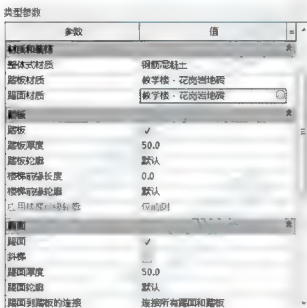 类型参数
参数 值 =
材质和装饰
整体式材质 钢筋混凝土
踏板材质 教学楼 - 花岗岩地砖
踢面材质 教学楼 - 花岗岩地砖
踏板
踏板 ✓
踏板厚度 50.0
踏板轮廓 默认
楼梯前缘长度 0.0
楼梯前缘轮廓 默认
踢面
踢面 ✓
斜梯
踢面厚度 50.0
踢面轮廓 默认
踢面到踏板的连接 连接所有踢面和踏板